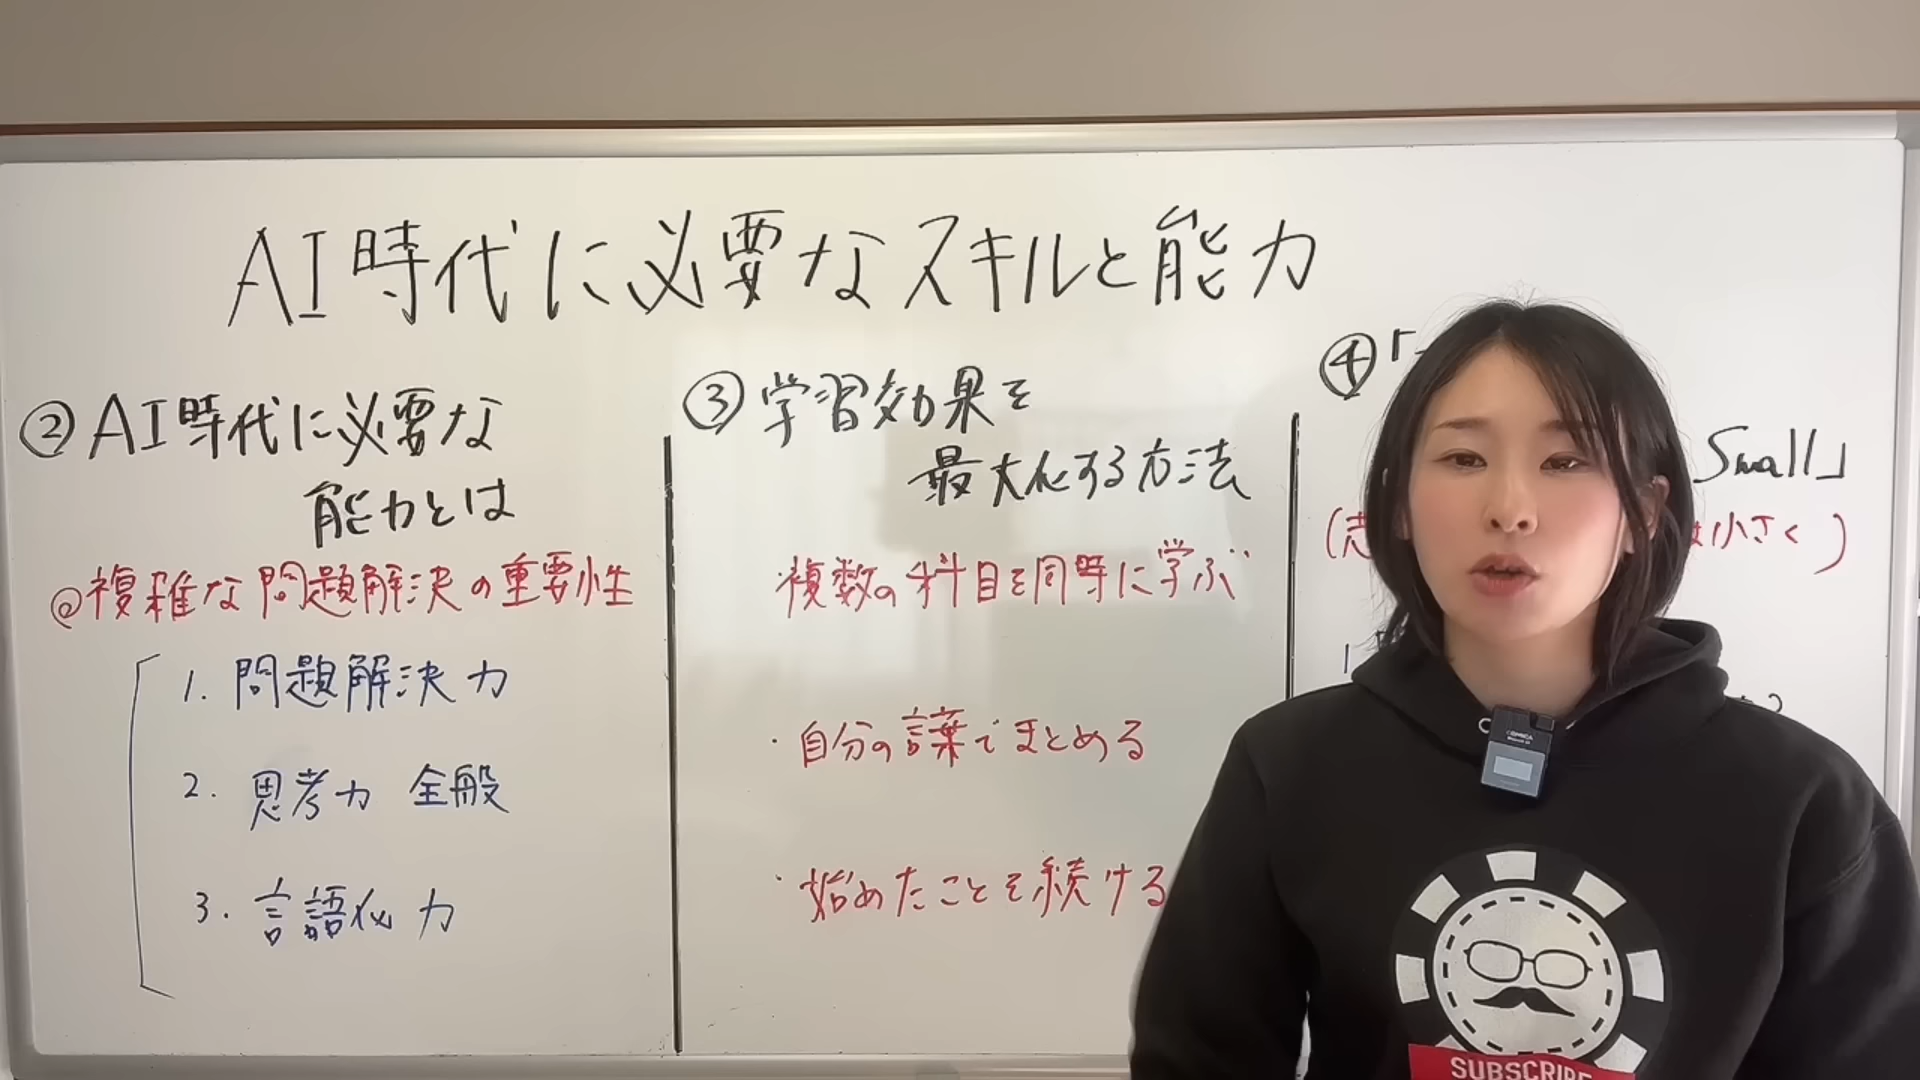 AI時代に必要なスキルと能力
②AI時代に必要な
能力とは
◎複雑な問題解決の重要性
1. 問題解決力
2. 思考力 全般
3. 言語化力
③学習効果を
最大化する方法
複数の科目を同時に学ぶ
・自分の言葉でまとめる
・始めたことを続ける
④「
Small」
(志 は小さく)
1
SUBSCRIBE